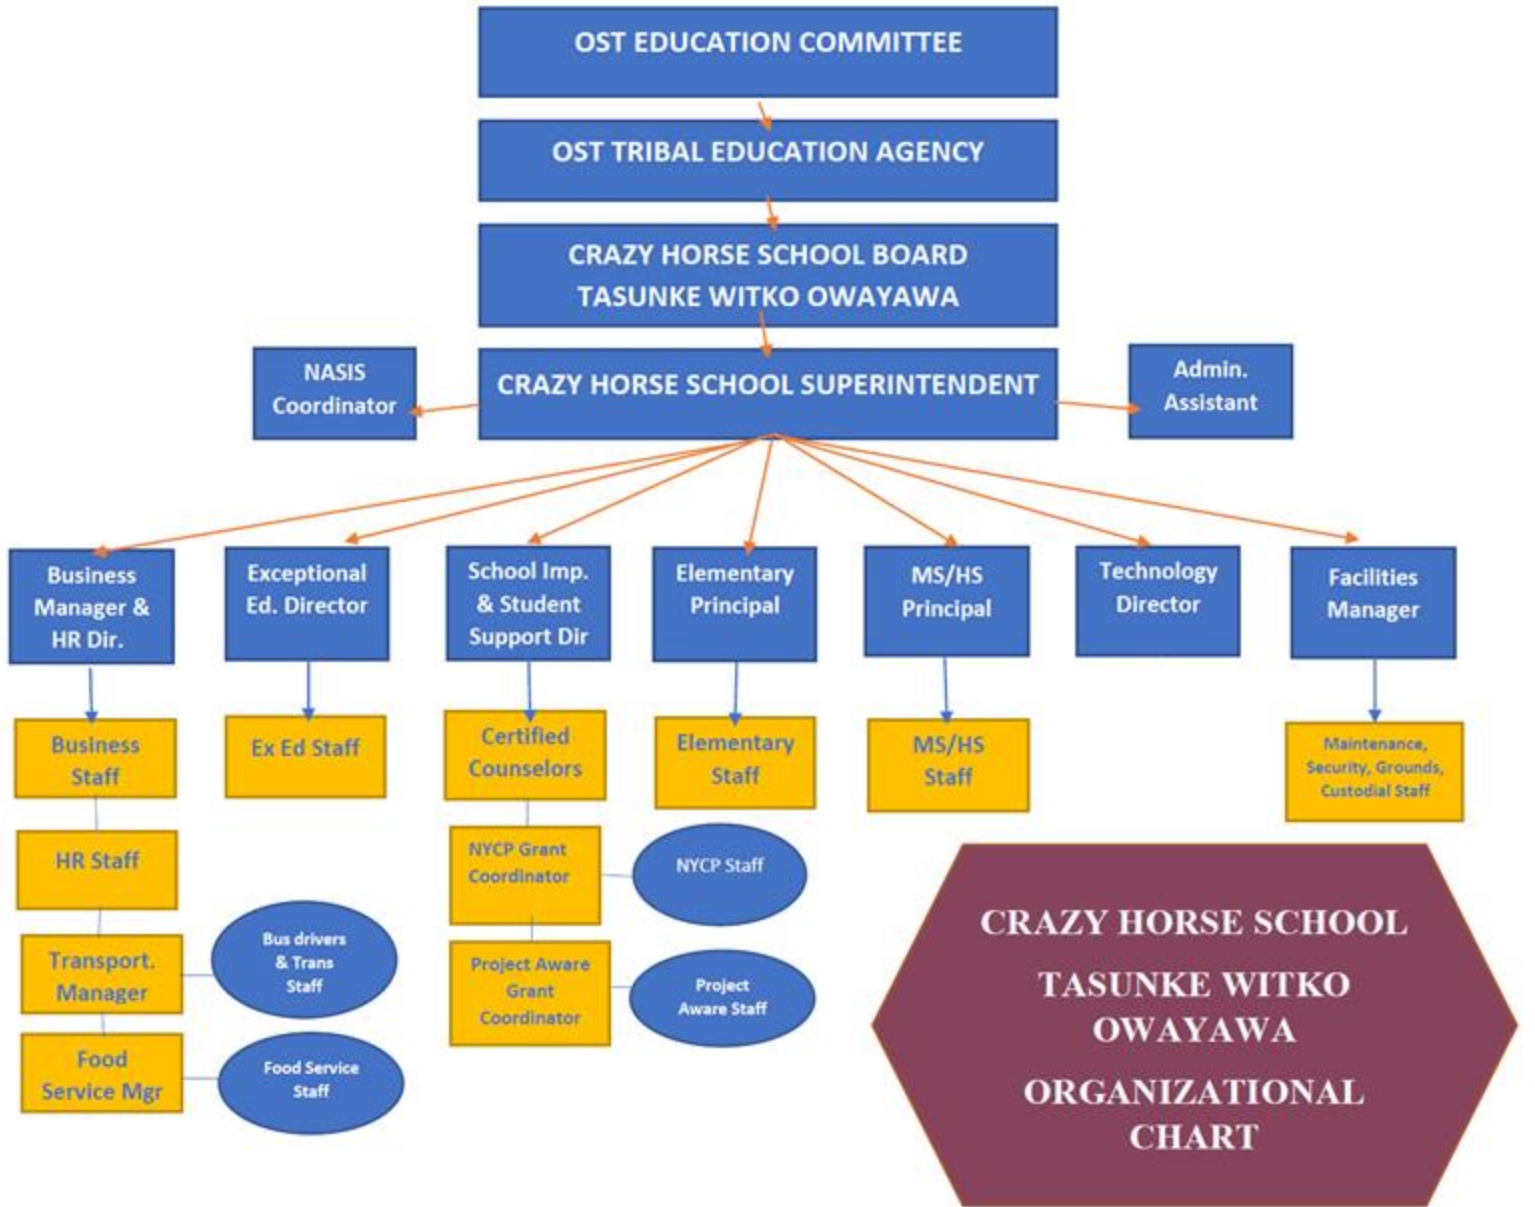 OST EDUCATION COMMITTEE
OST TRIBAL EDUCATION AGENCY
CRAZY HORSE SCHOOL BOARD
TASUNKE WITKO OWAYAWA
NASIS
Coordinator
CRAZY HORSE SCHOOL SUPERINTENDENT
Admin.
Assistant
Business
Manager &
HR Dir.
Exceptional
Ed. Director
School Imp.
& Student
Support Dir
Elementary
Principal
MS/HS
Principal
Technology
Director
Facilities
Manager
Business
Staff
Ex Ed Staff
Certified
Counselors
Elementary
Staff
MS/HS
Staff
Maintenance,
Security, Grounds,
Custodial Staff
HR Staff
NYCP Grant
Coordinator
NYCP Staff
Transport.
Manager
Bus drivers
& Trans
Staff
Project Aware
Grant
Coordinator
Project
Aware Staff
Food
Service Mgr
Food Service
Staff
CRAZY HORSE SCHOOL
TASUNKE WITKO
OWAYAWA
ORGANIZATIONAL
CHART